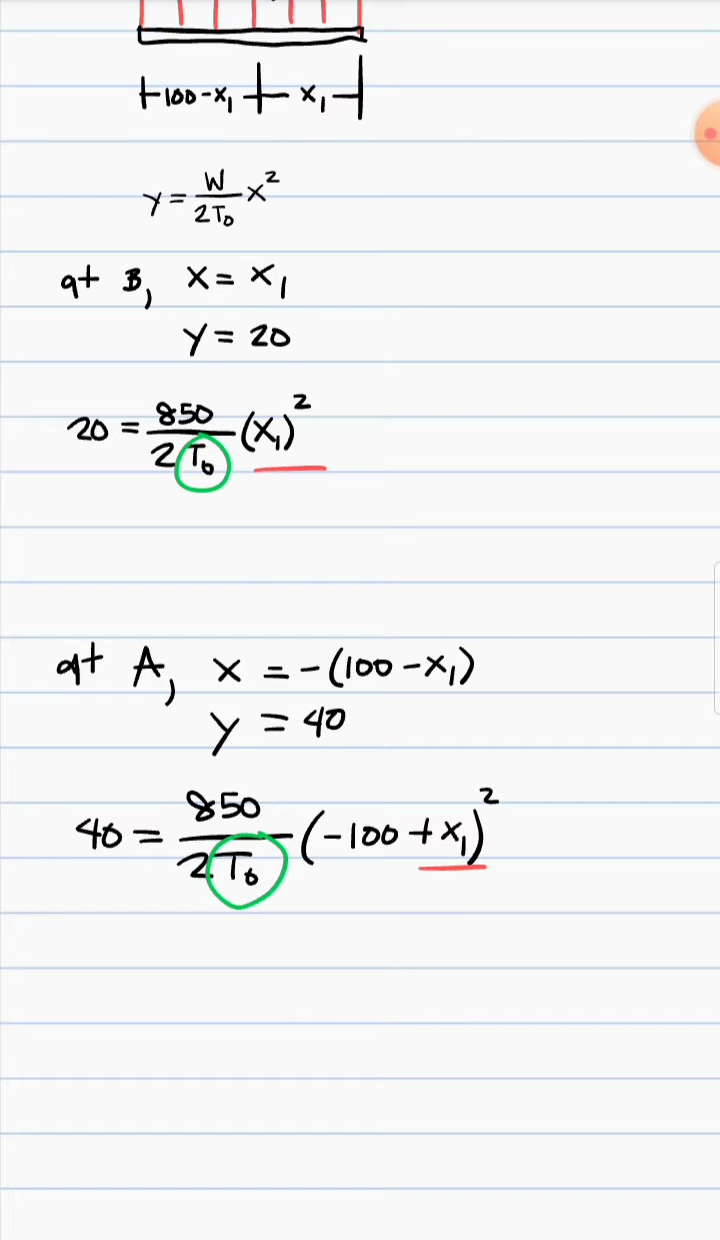 100-x₁ x₁
y = W/2T₀ x²
at B, x = x₁
y = 20
20 = 850/2T₀ (x₁)²
at A, x = -(100-x₁)
y = 40
40 = 850/2T₀ (-100+x₁)²